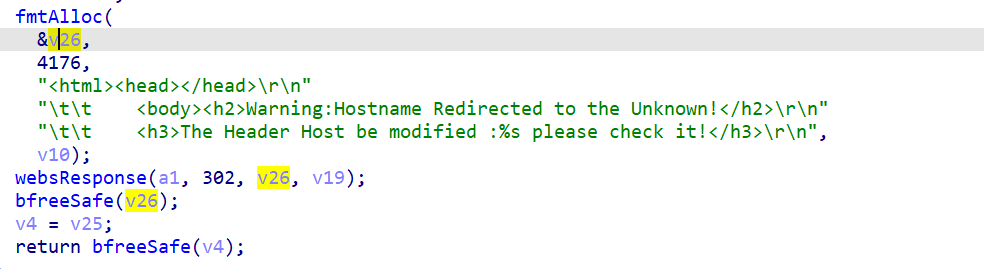 fmtAlloc(
&v26,
4176,
"<html><head></head>\r\n"
"\t\t    <body><h2>Warning:Hostname Redirected to the Unknown!</h2>\r\n"
"\t\t    <h3>The Header Host be modified :%s please check it!</h3>\r\n",
v10);
websResponse(a1, 302, v26, v19);
bfreeSafe(v26);
v4 = v25;
return bfreeSafe(v4);